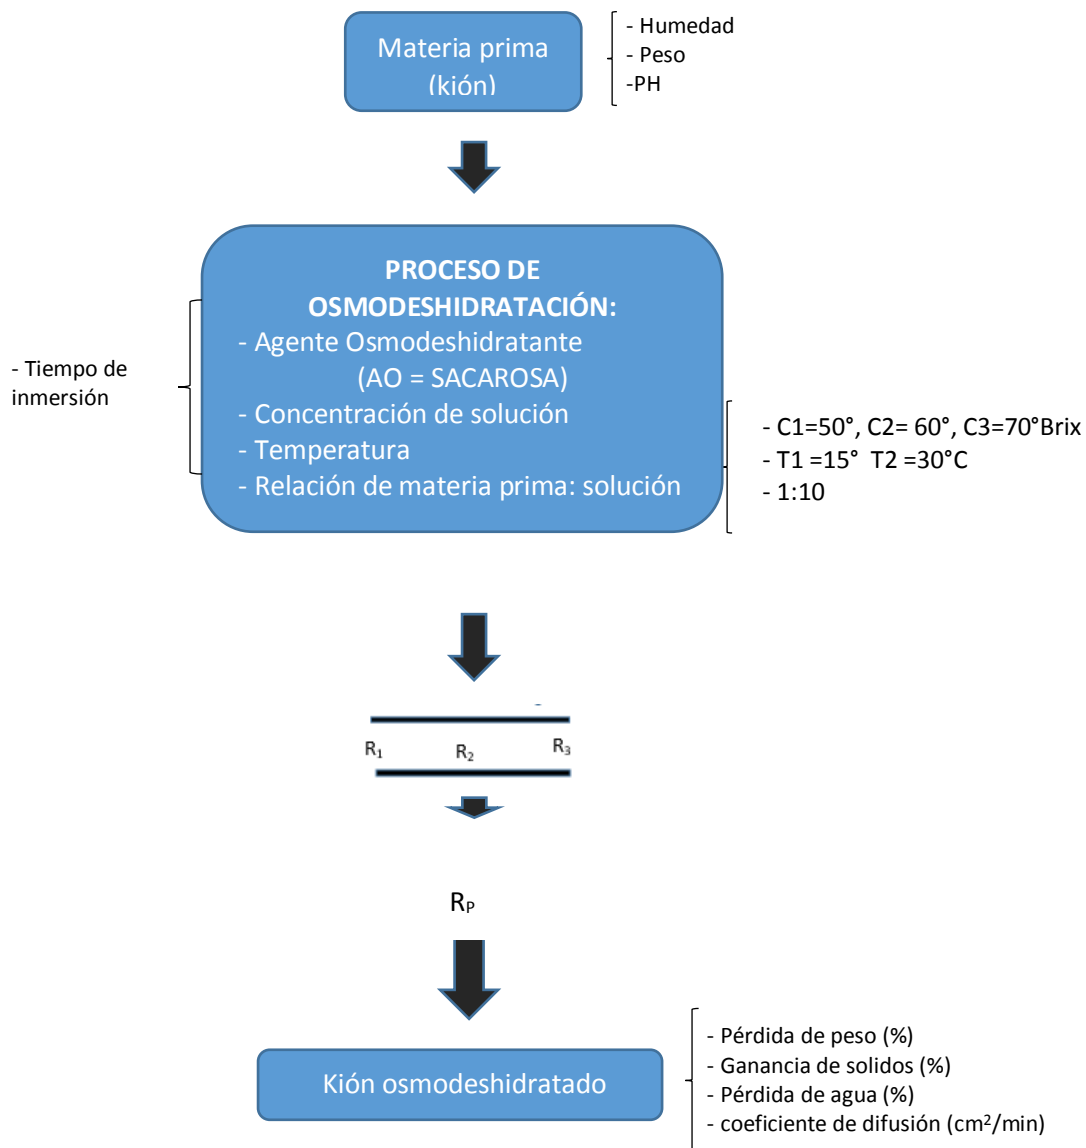 Materia prima
(kión)
- Humedad
- Peso
-PH
PROCESO DE
OSMODESHIDRATACIÓN:
- Agente Osmodeshidratante
(AO = SACAROSA)
- Concentración de solución
- Temperatura
- Relación de materia prima: solución
- Tiempo de
inmersión
- C1=50°, C2= 60°, C3=70°Brix
- T1 =15° T2 =30°C
- 1:10
R₁ R₂ R₃
Rₚ
Kión osmodeshidratado
- Pérdida de peso (%)
- Ganancia de solidos (%)
- Pérdida de agua (%)
- coeficiente de difusión (cm²/min)